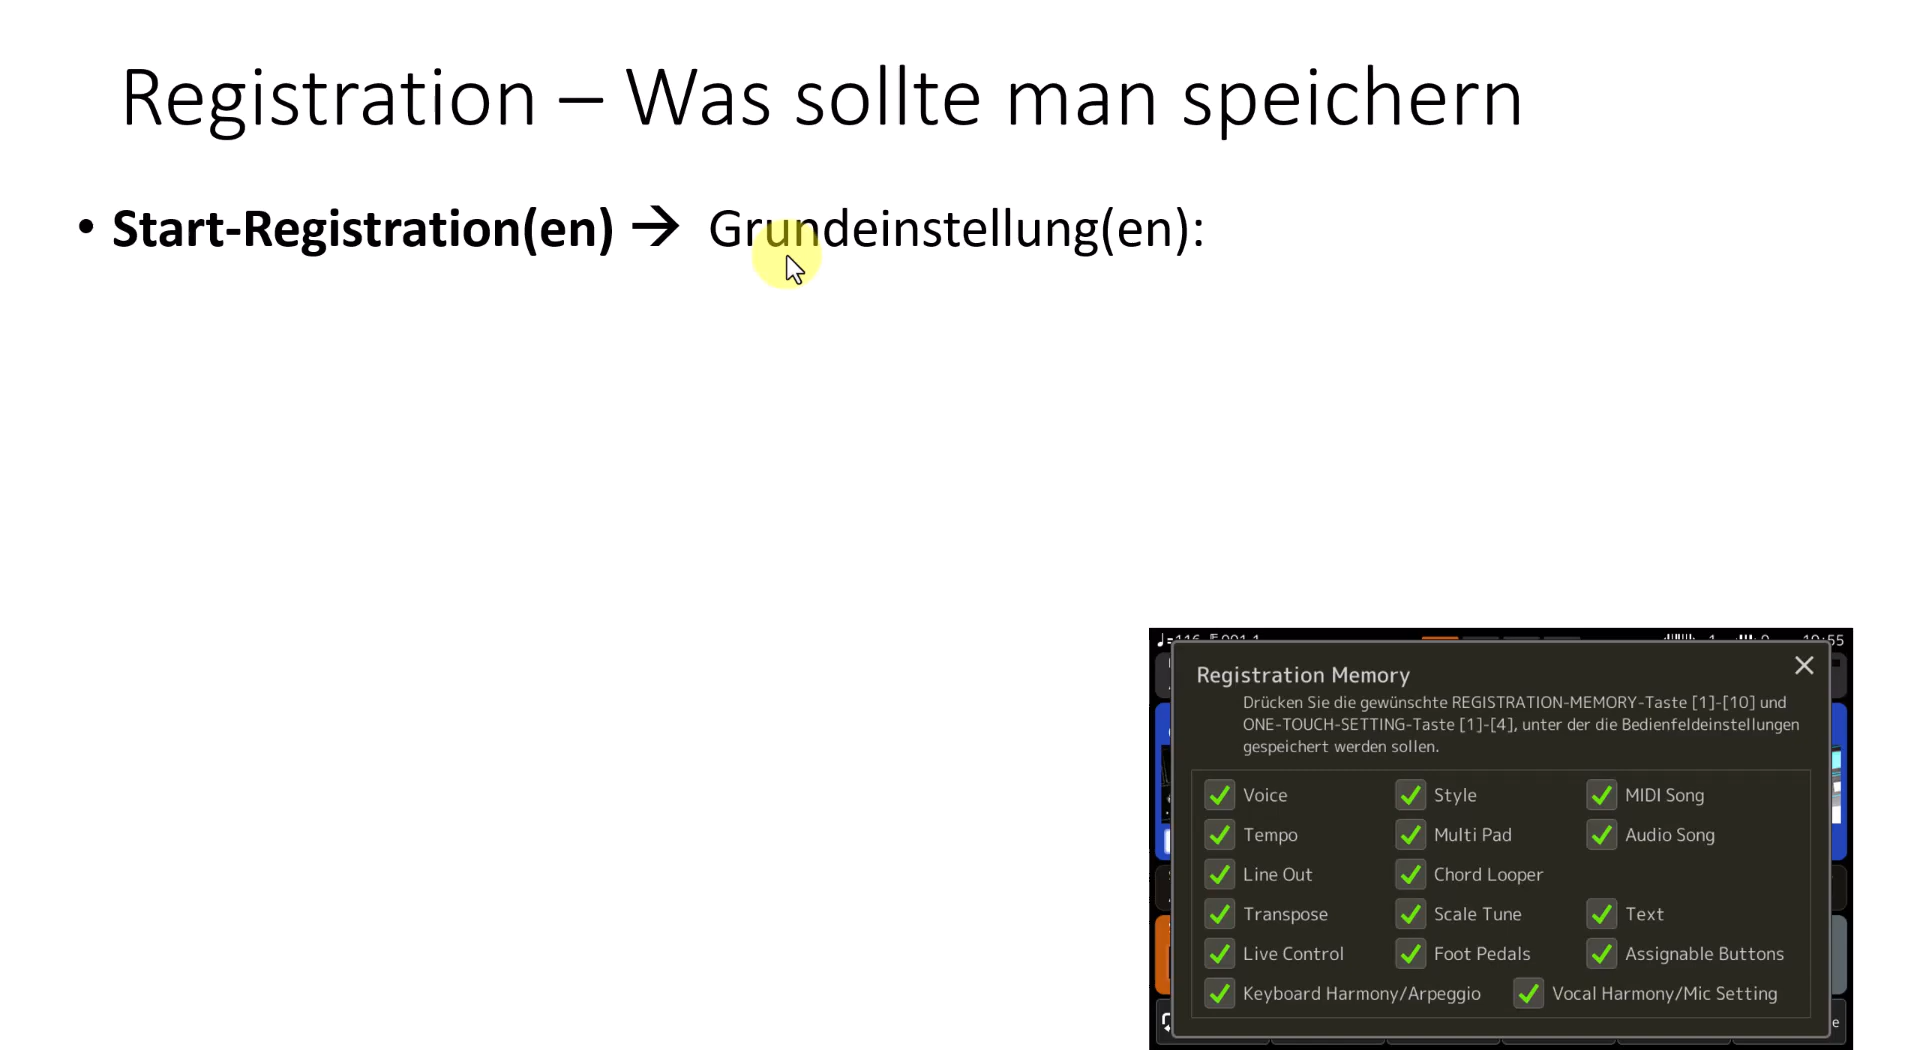 Registration – Was sollte man speichern
• Start-Registration(en) → Grundeinstellung(en):
Registration Memory
Drücken Sie die gewünschte REGISTRATION-MEMORY-Taste [1]-[10] und
ONE-TOUCH-SETTING-Taste [1]-[4], unter der die Bedienfeldeinstellungen
gespeichert werden sollen.
Voice Style MIDI Song
Tempo Multi Pad Audio Song
Line Out Chord Looper
Transpose Scale Tune Text
Live Control Foot Pedals Assignable Buttons
Keyboard Harmony/Arpeggio Vocal Harmony/Mic Setting